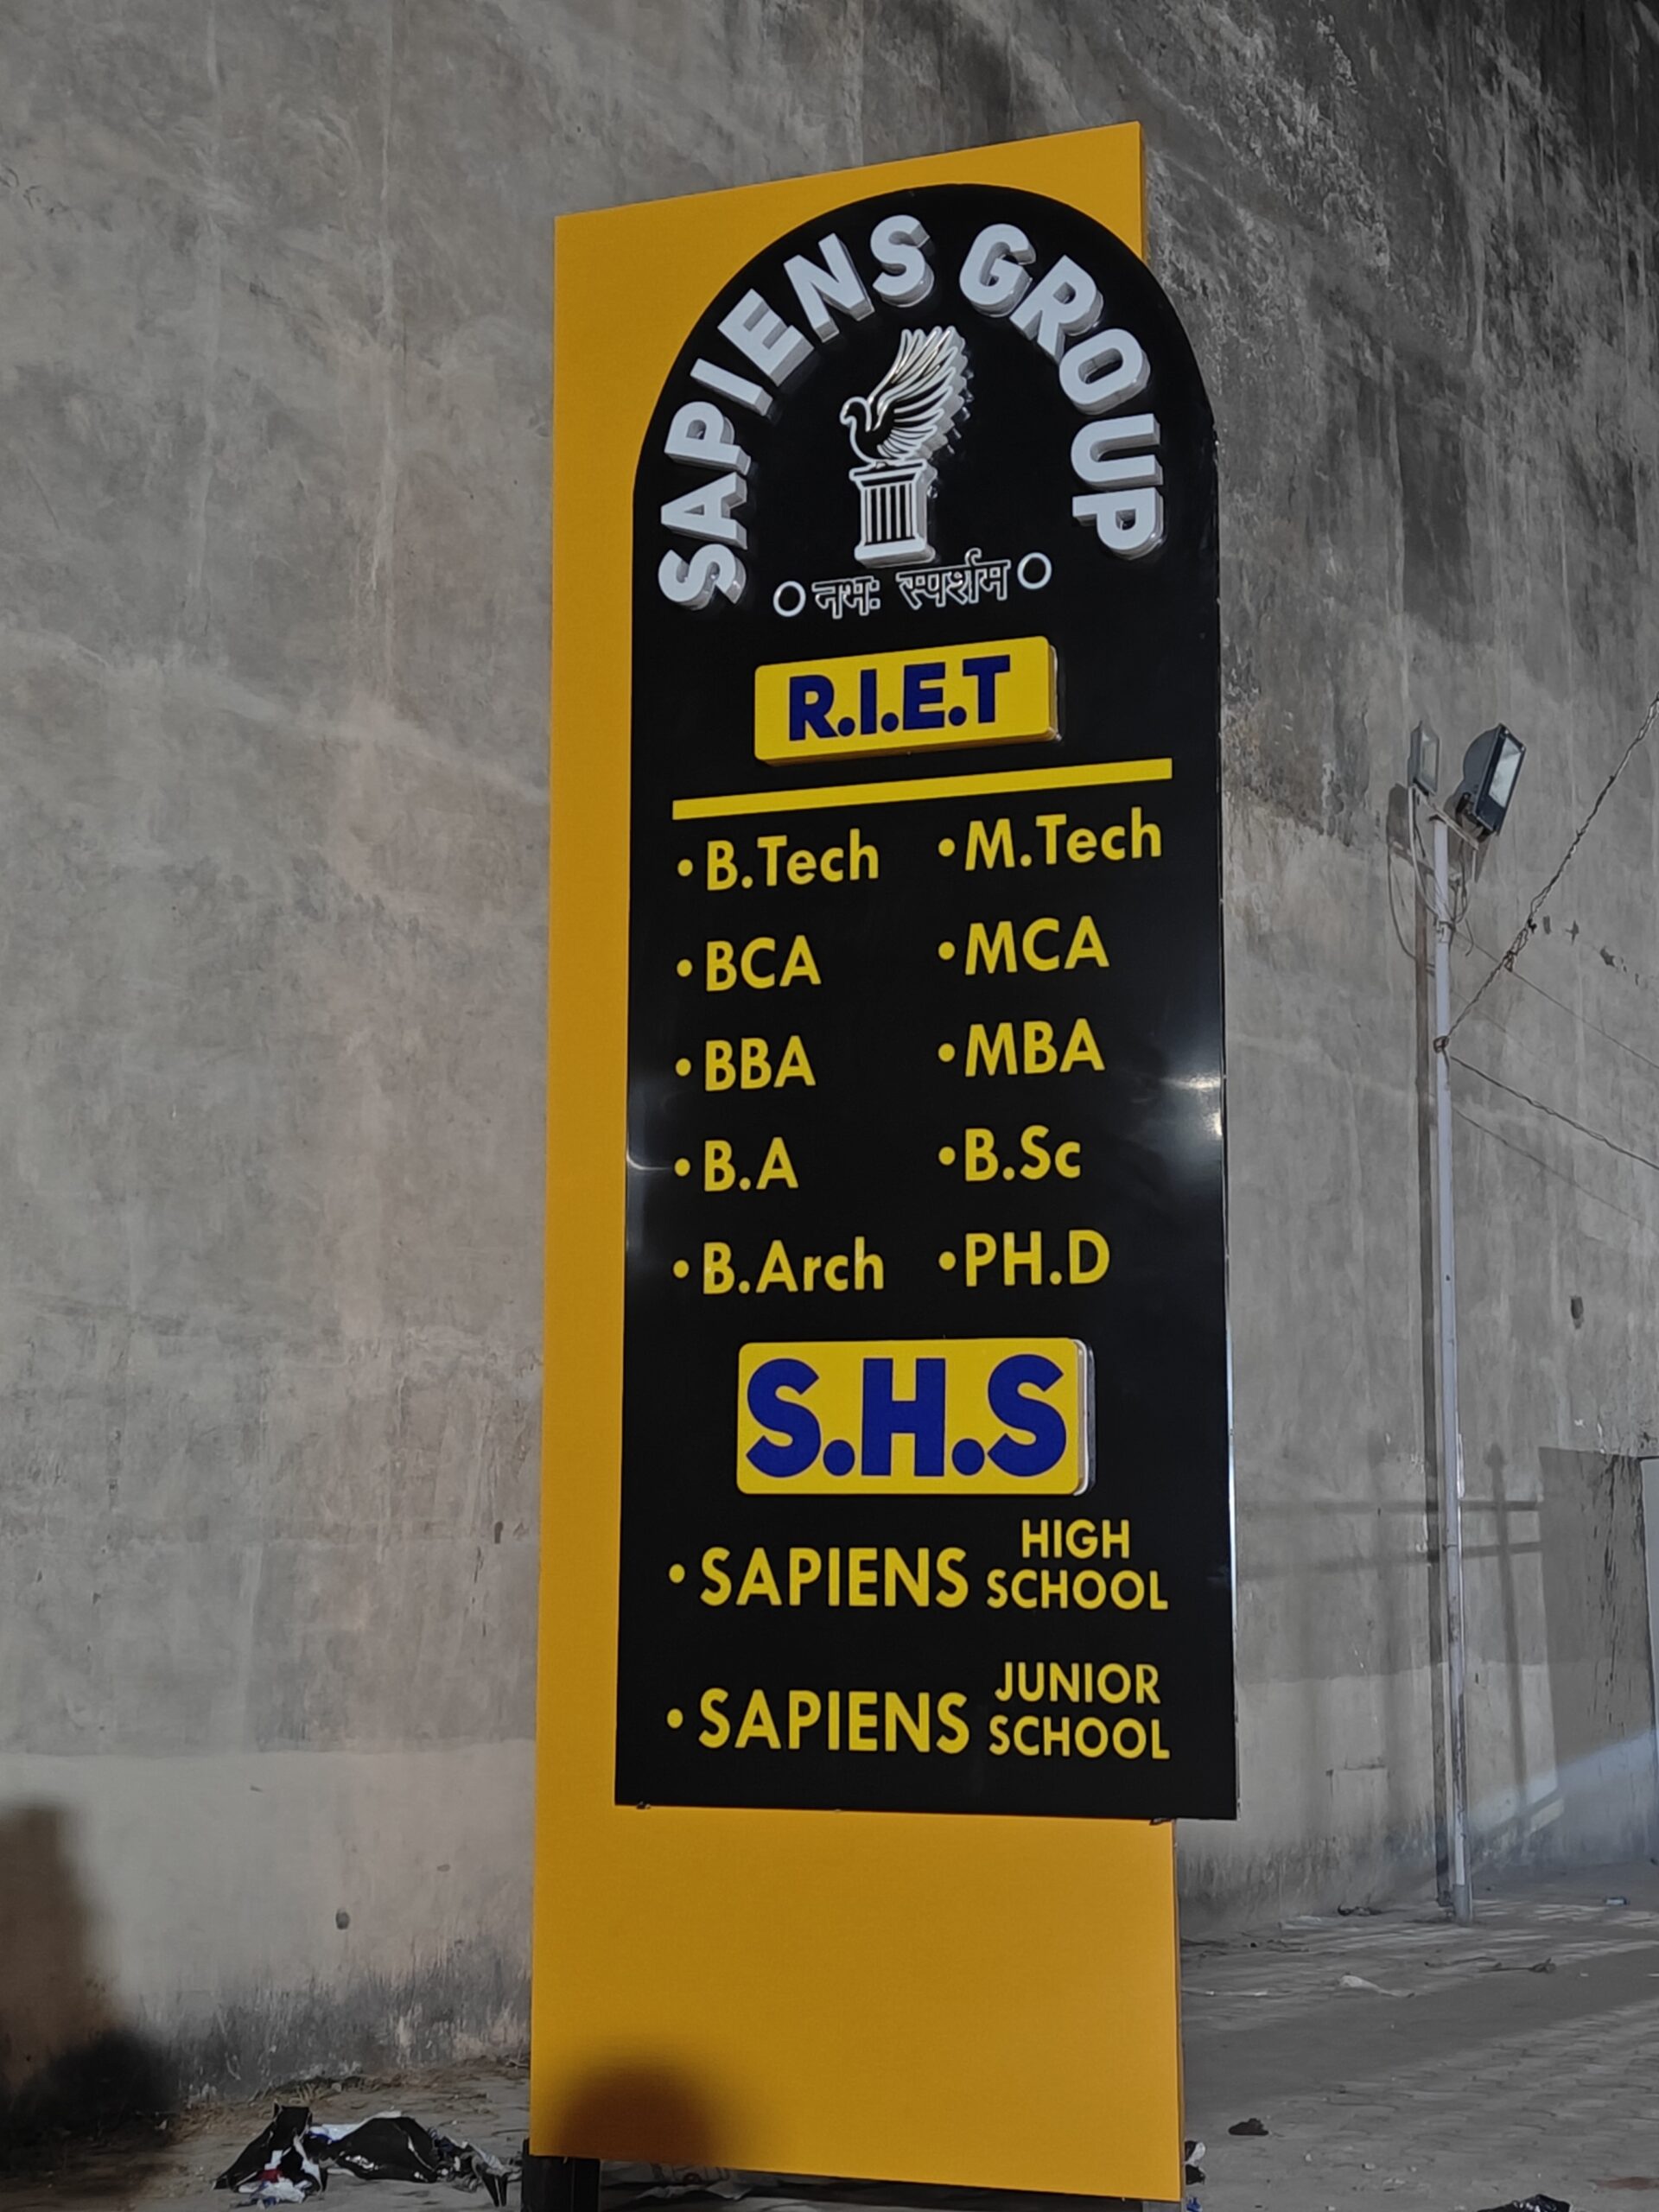 SAPIENS GROUP
नभः स्पर्शम
R.I.E.T
• B.Tech • M.Tech
• BCA • MCA
• BBA • MBA
• B.A • B.Sc
• B.Arch • PH.D
S.H.S
• SAPIENS HIGH SCHOOL
• SAPIENS JUNIOR SCHOOL